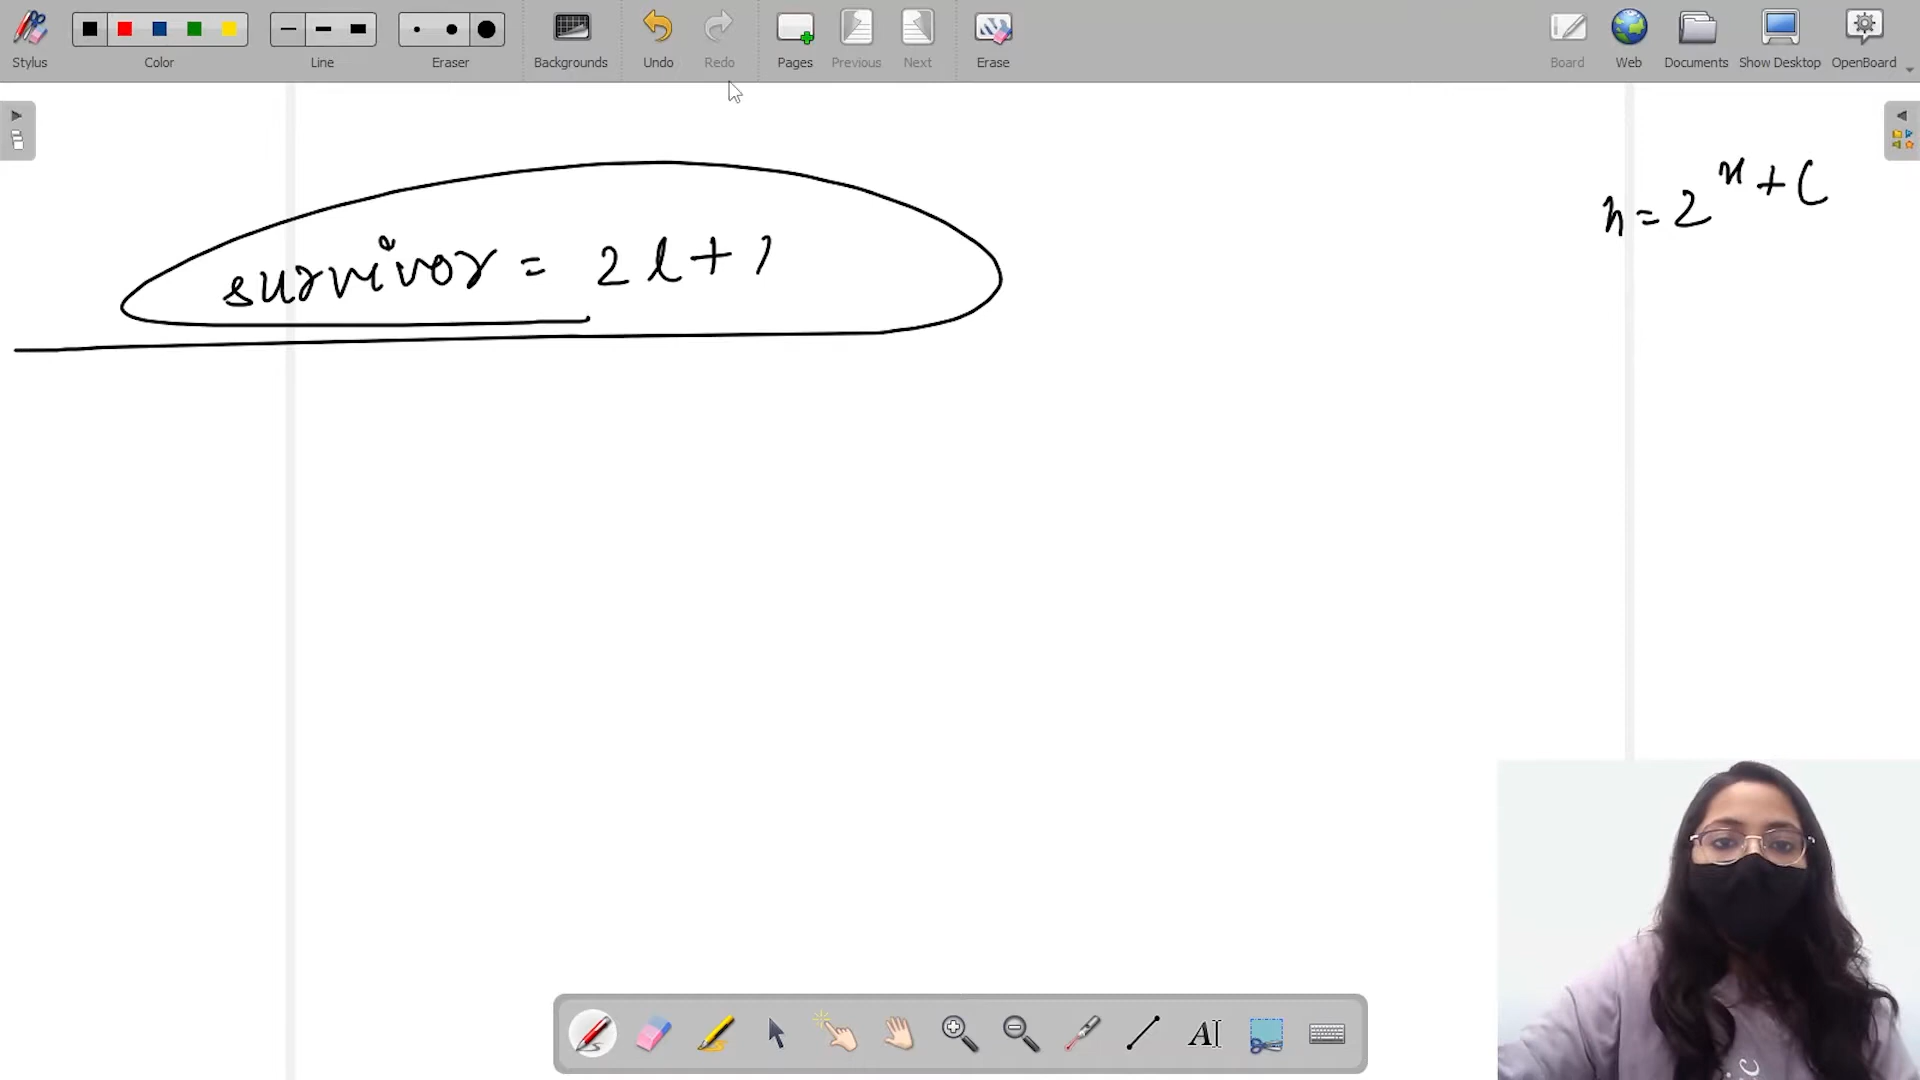 Stylus Color Line Eraser Backgrounds Undo Redo Pages Previous Next Erase Board Web Documents Show Desktop OpenBoard
survivor = 2l+1
n=2^x+l
A
ic